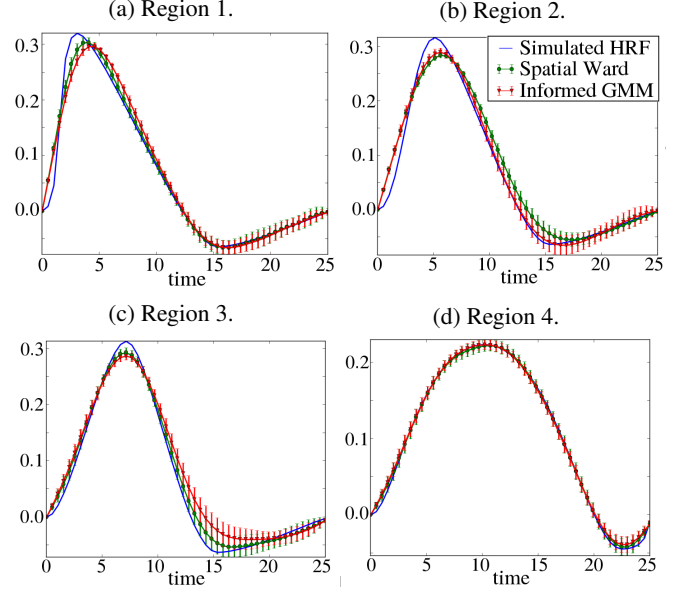 (a) Region 1.
0.3
0.2
0.1
0.0
0 5 10 15 20 25
time
(b) Region 2.
Simulated HRF
Spatial Ward
Informed GMM
0.3
0.2
0.1
0.0
0 5 10 15 20 25
time
(c) Region 3.
0.3
0.2
0.1
0.0
0 5 10 15 20 25
time
(d) Region 4.
0.2
0.1
0.0
0 5 10 15 20 25
time